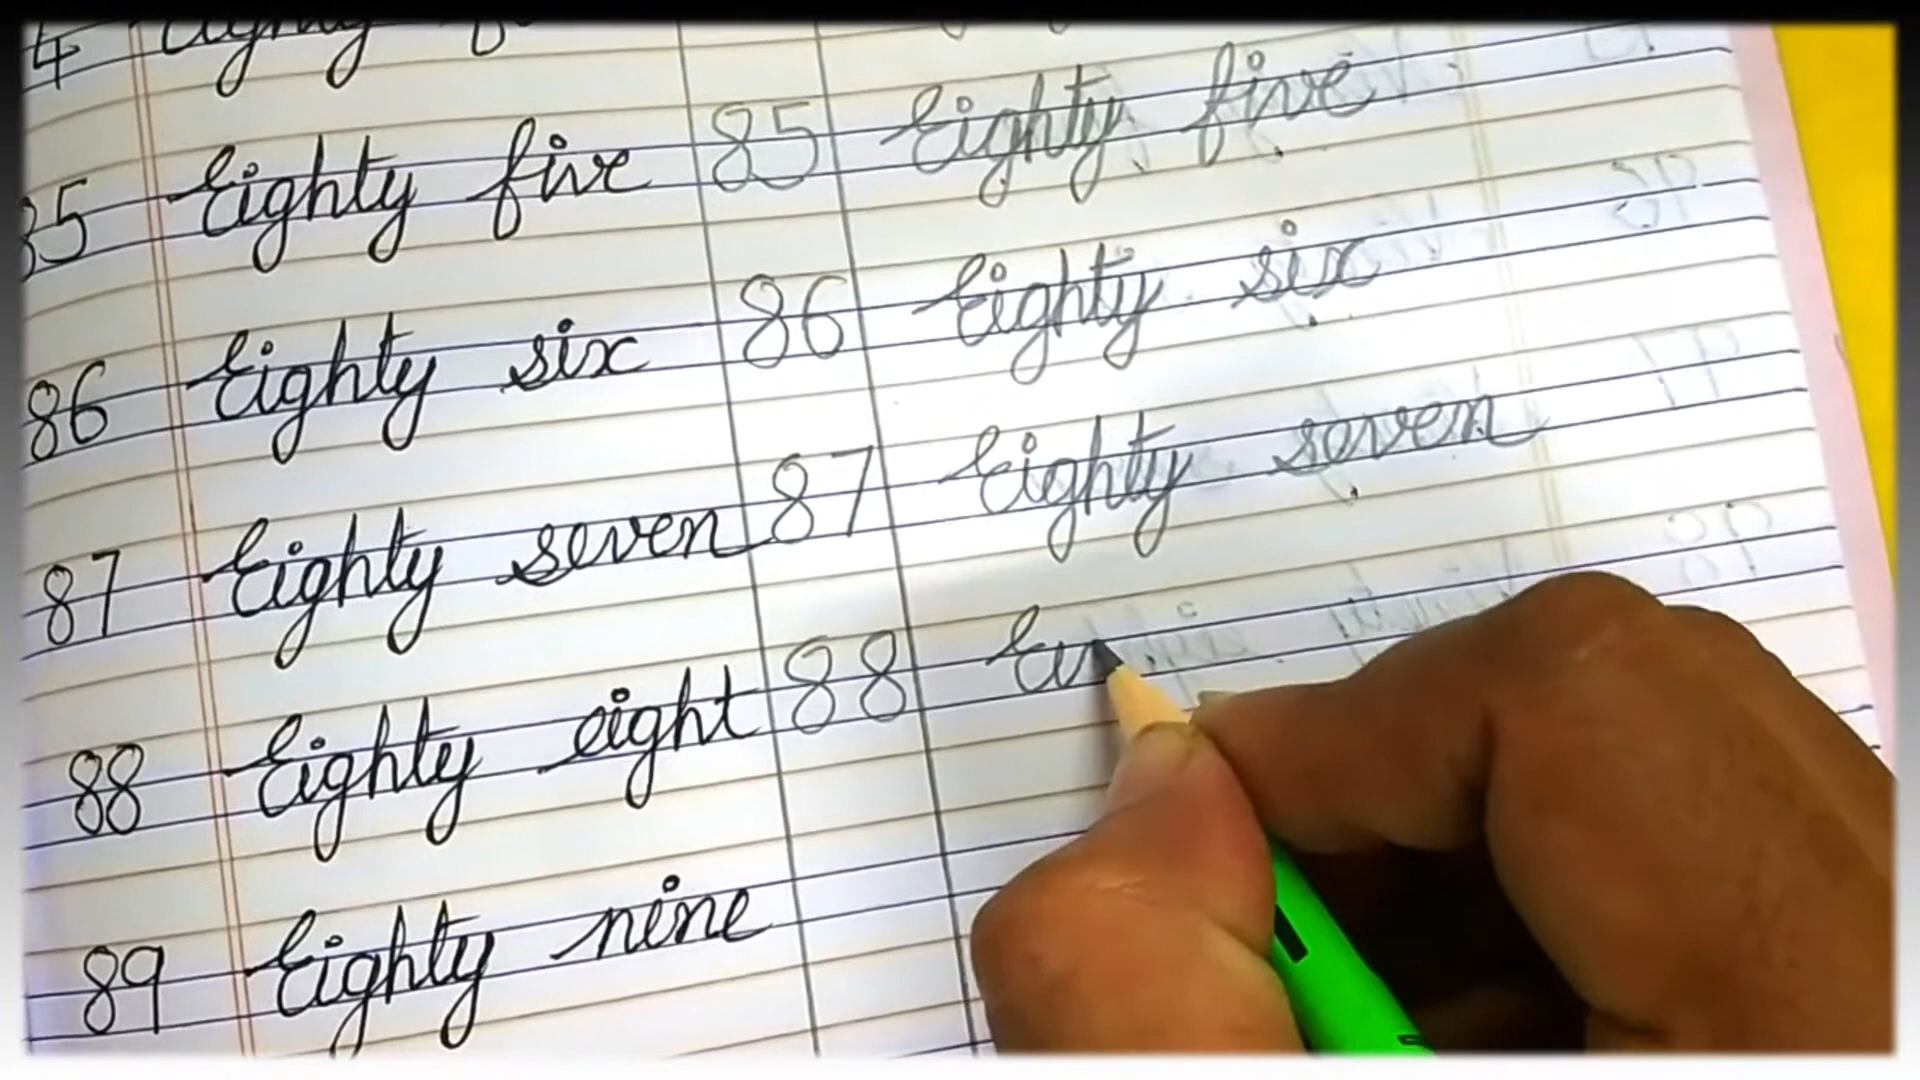 85 Eighty five 85 Eighty five
86 Eighty six 86 Eighty six
87 Eighty seven 87 Eighty seven
88 Eighty eight 88 Ei
89 Eighty nine